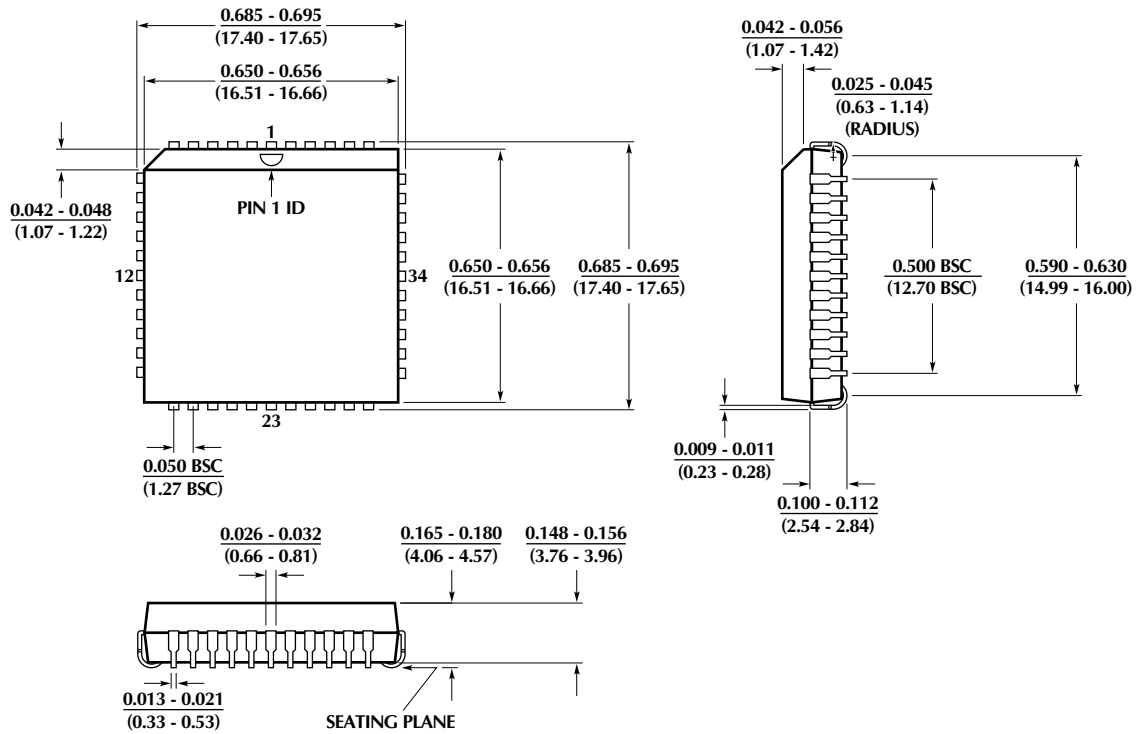 0.685 - 0.695
(17.40 - 17.65)
0.650 - 0.656
(16.51 - 16.66)
1
PIN 1 ID
0.042 - 0.048
(1.07 - 1.22)
12
34
0.650 - 0.656
(16.51 - 16.66)
0.685 - 0.695
(17.40 - 17.65)
23
0.050 BSC
(1.27 BSC)
0.042 - 0.056
(1.07 - 1.42)
0.025 - 0.045
(0.63 - 1.14)
(RADIUS)
0.500 BSC
(12.70 BSC)
0.590 - 0.630
(14.99 - 16.00)
0.009 - 0.011
(0.23 - 0.28)
0.100 - 0.112
(2.54 - 2.84)
0.026 - 0.032
(0.66 - 0.81)
0.165 - 0.180
(4.06 - 4.57)
0.148 - 0.156
(3.76 - 3.96)
0.013 - 0.021
(0.33 - 0.53)
SEATING PLANE